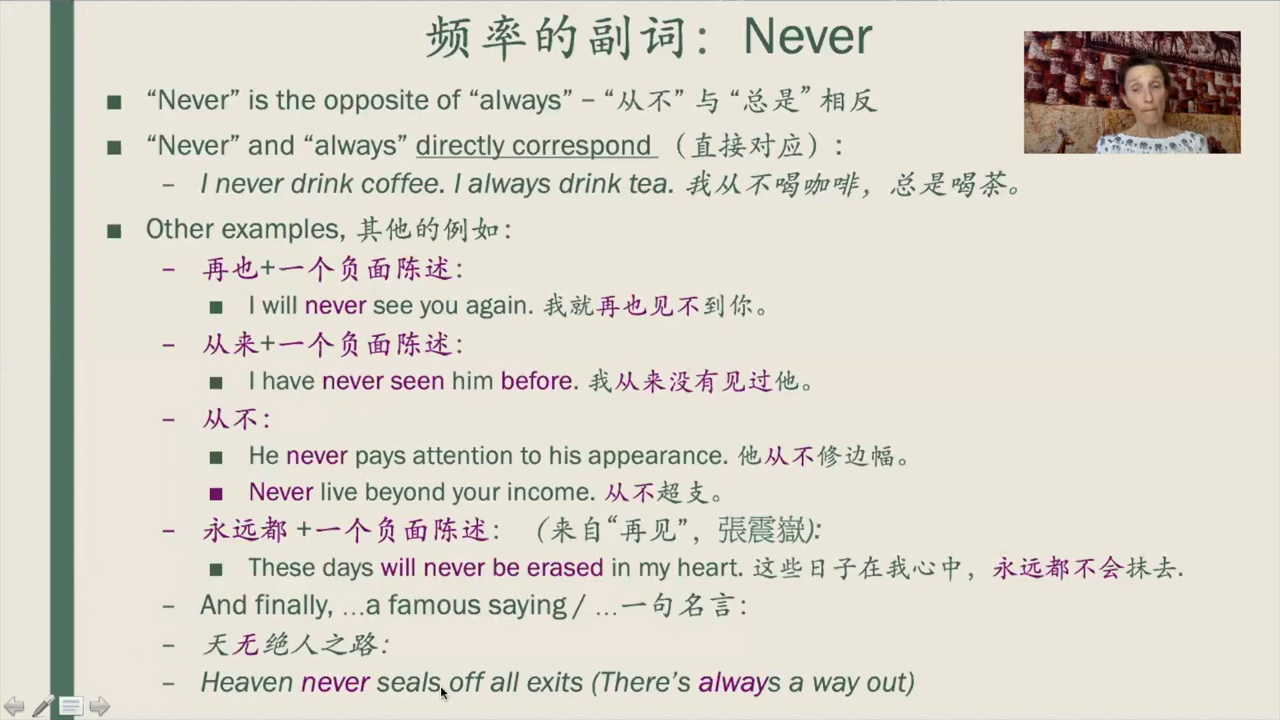 频率的副词：Never
“Never” is the opposite of “always” – “从不” 与 “总是” 相反
“Never” and “always” directly correspond （直接对应）:
– I never drink coffee. I always drink tea. 我从不喝咖啡，总是喝茶。
Other examples, 其他的例如:
– 再也+一个负面陈述:
I will never see you again. 我就再也见不到你。
– 从来+一个负面陈述:
I have never seen him before. 我从来没有见过他。
– 从不:
He never pays attention to his appearance. 他从不修边幅。
Never live beyond your income. 从不超支。
– 永远都 +一个负面陈述: （来自“再见”，張震嶽):
These days will never be erased in my heart. 这些日子在我心中，永远都不会抹去.
– And finally, …a famous saying / …一句名言:
– 天无绝人之路:
– Heaven never seals off all exits (There’s always a way out)